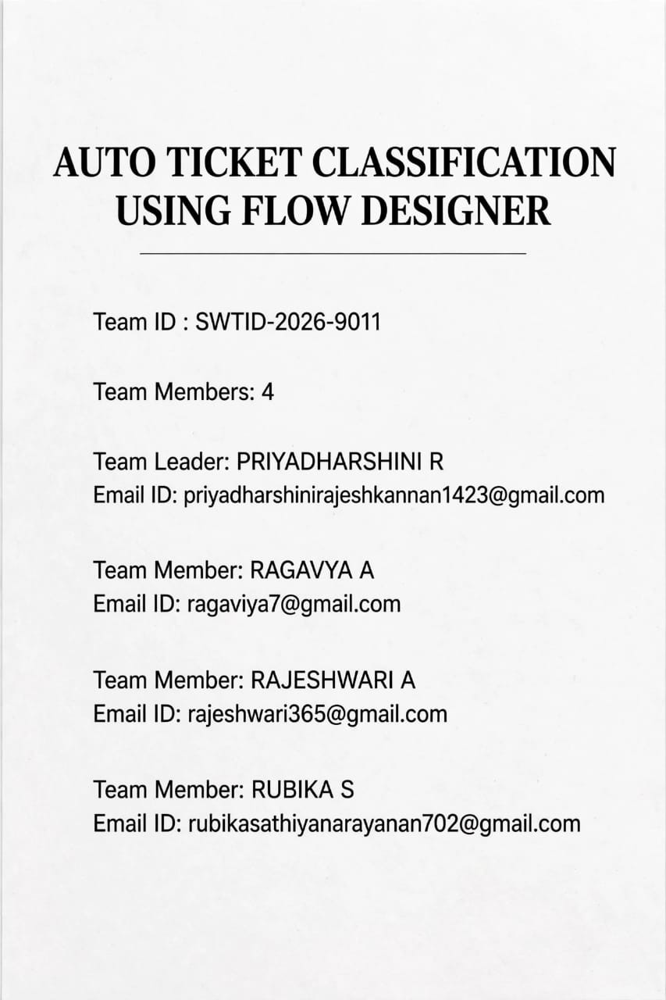 AUTO TICKET CLASSIFICATION
USING FLOW DESIGNER
Team ID : SWTID-2026-9011
Team Members: 4
Team Leader: PRIYADHARSHINI R
Email ID: priyadharshinirajeshkannan1423@gmail.com
Team Member: RAGAVYA A
Email ID: ragaviya7@gmail.com
Team Member: RAJESHWARI A
Email ID: rajeshwari365@gmail.com
Team Member: RUBIKA S
Email ID: rubikasathiyanarayanan702@gmail.com